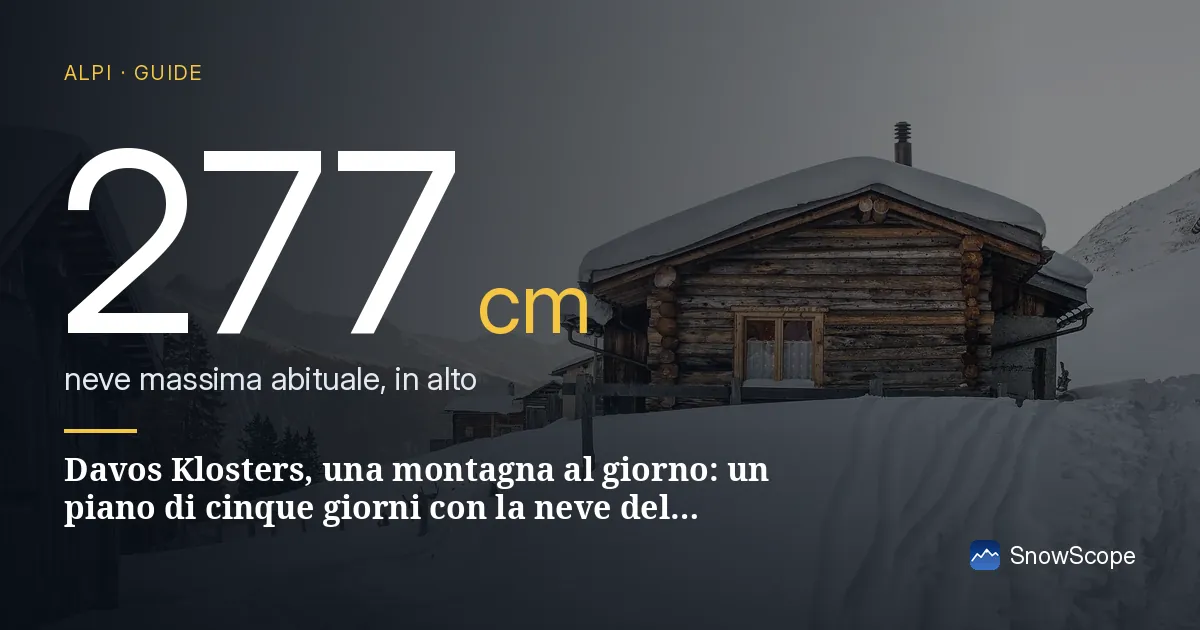 ALPI · GUIDE
277 cm
neve massima abituale, in alto
Davos Klosters, una montagna al giorno: un
piano di cinque giorni con la neve del...
SnowScope